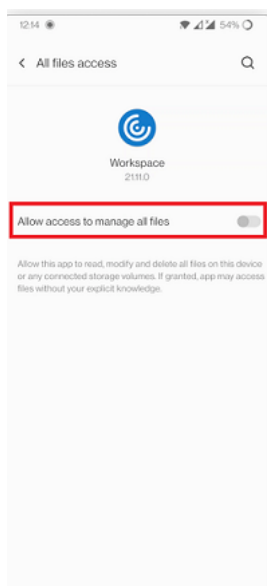 12:14 54%
All files access
Workspace
21.11.0
Allow access to manage all files
Allow this app to read, modify and delete all files on this device
or any connected storage volumes. If granted, app may access
files without your explicit knowledge.